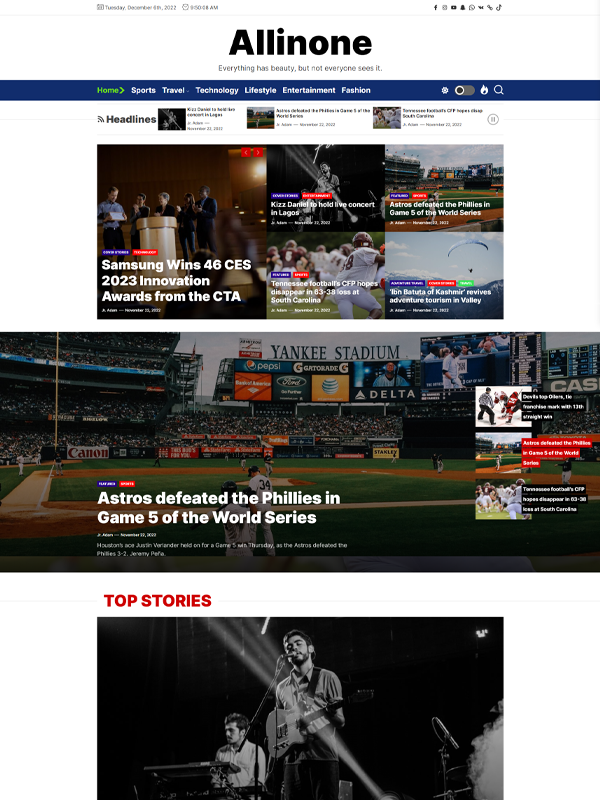 Tuesday, December 6th, 2022 9:50:08 AM
Allinone
Everything has beauty, but not everyone sees it.
Home Sports Travel Technology Lifestyle Entertainment Fashion
Headlines
Kizz Daniel to hold live
concert in Lagos
Jr. Adam — 
November 22, 2022
Astros defeated the Phillies in Game 5 of the
World Series
Jr. Adam — November 22, 2022
Tennessee football's CFP hopes disap
South Carolina
Jr. Adam — November 22, 2022
COVER STORIES TECHNOLOGY
Samsung Wins 46 CES
2023 Innovation
Awards from the CTA
Jr. Adam — November 22, 2022
COVER STORIES ENTERTAINMENT
Kizz Daniel to hold live concert
in Lagos
Jr. Adam — November 22, 2022
FEATURED SPORTS
Astros defeated the Phillies in
Game 5 of the World Series
Jr. Adam — November 22, 2022
FEATURED SPORTS
Tennessee football's CFP hopes
disappear in 63-38 loss at
South Carolina
Jr. Adam — November 22, 2022
ADVENTURE TRAVEL COVER STORIES TRAVEL
'Ibn Batuta of Kashmir' revives
adventure tourism in Valley
Jr. Adam — November 22, 2022
YANKEE STADIUM
pepsi
GATORADE
Ford
AT&T
DELTA
CAS
Canon
STANLEY
34
Devils top Oilers, tie
franchise mark with 13th
straight win
Astros defeated the Phillies
in Game 5 of the World
Series
Tennessee football's CFP
hopes disappear in 63-38
loss at South Carolina
FEATURED SPORTS
Astros defeated the Phillies in
Game 5 of the World Series
Jr. Adam — November 22, 2022
Houston's ace Justin Verlander held on for a Game 5 win Thursday, as the Astros defeated the
Phillies 3-2. Jeremy Peña.
TOP STORIES